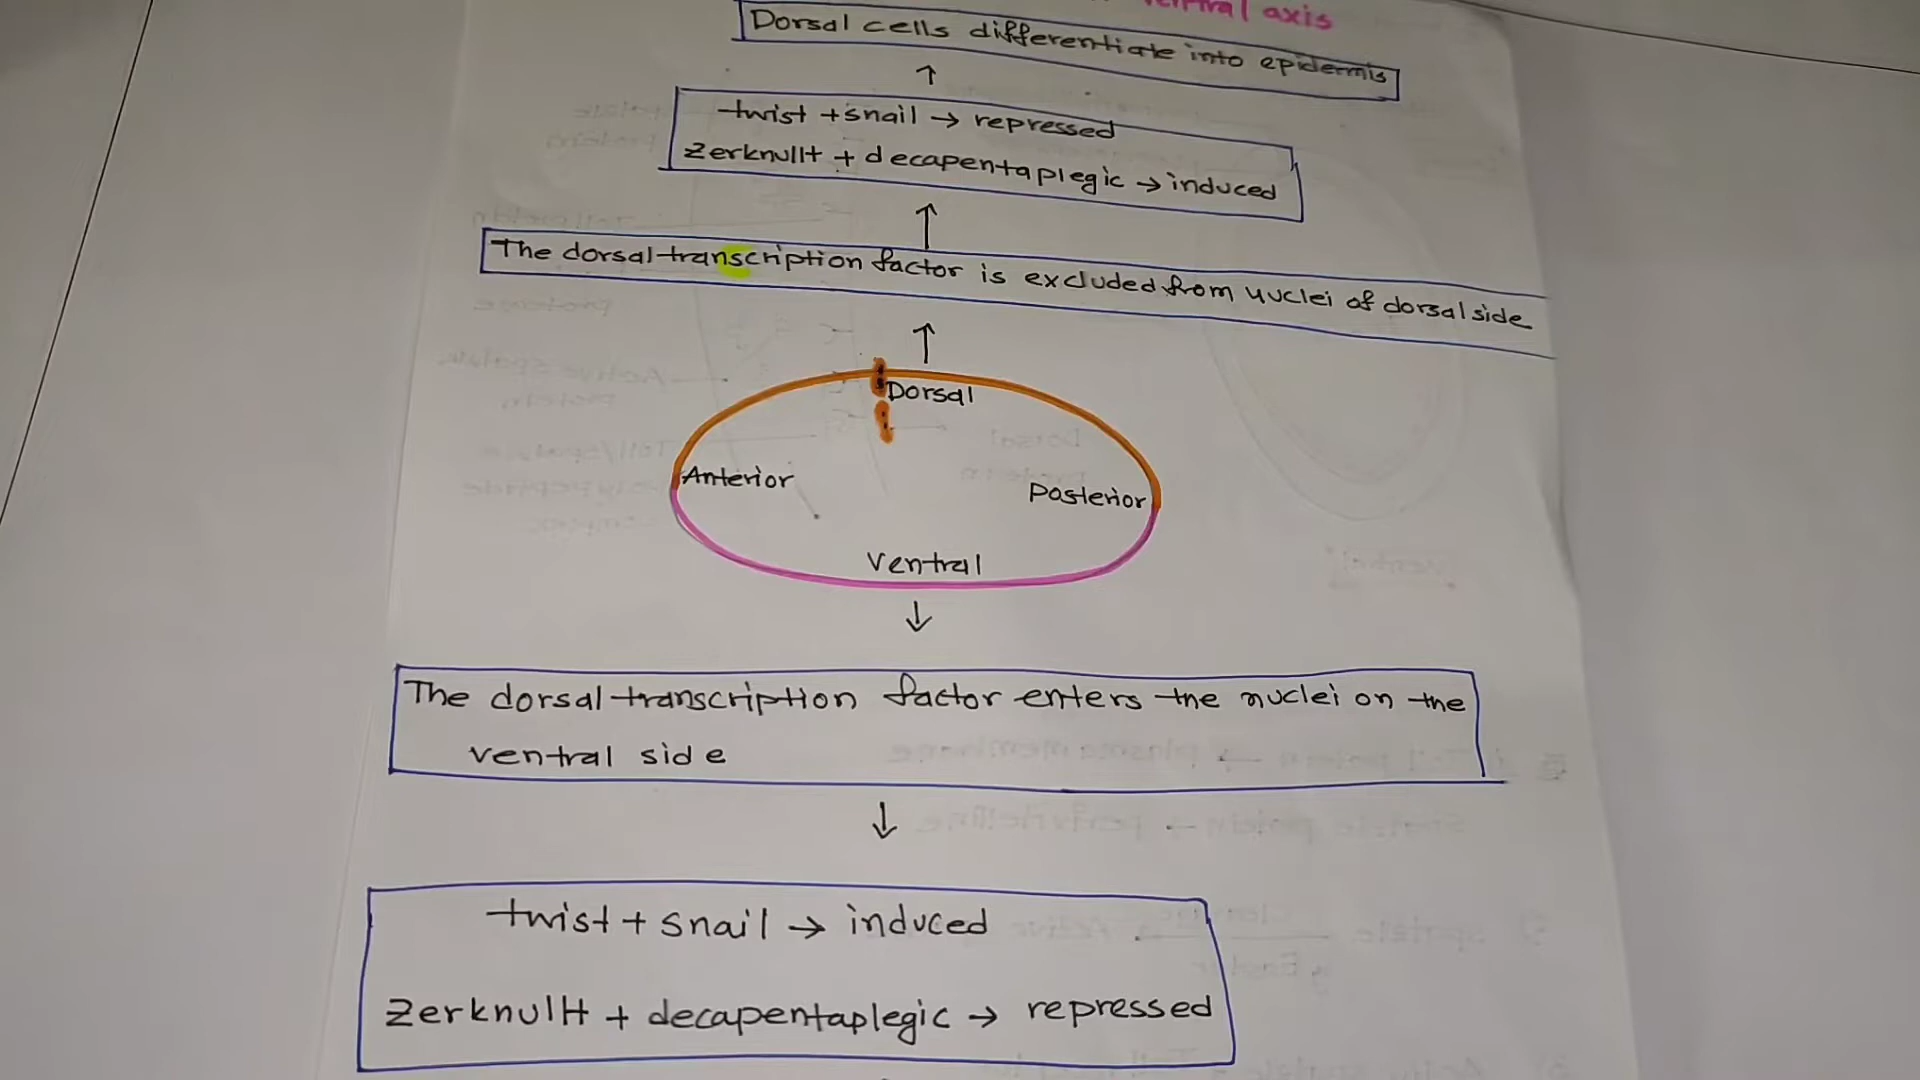 ventral axis
Dorsal cells differentiate into epidermis
↑
twist + snail → repressed
zerknullt + decapentaplegic → induced
↑
The dorsal transcription factor is excluded from nuclei of dorsal side
↑
Dorsal
Anterior
Posterior
Ventral
↓
The dorsal transcription factor enters the nuclei on the
ventral side
↓
twist + snail → induced
zerknullt + decapentaplegic → repressed